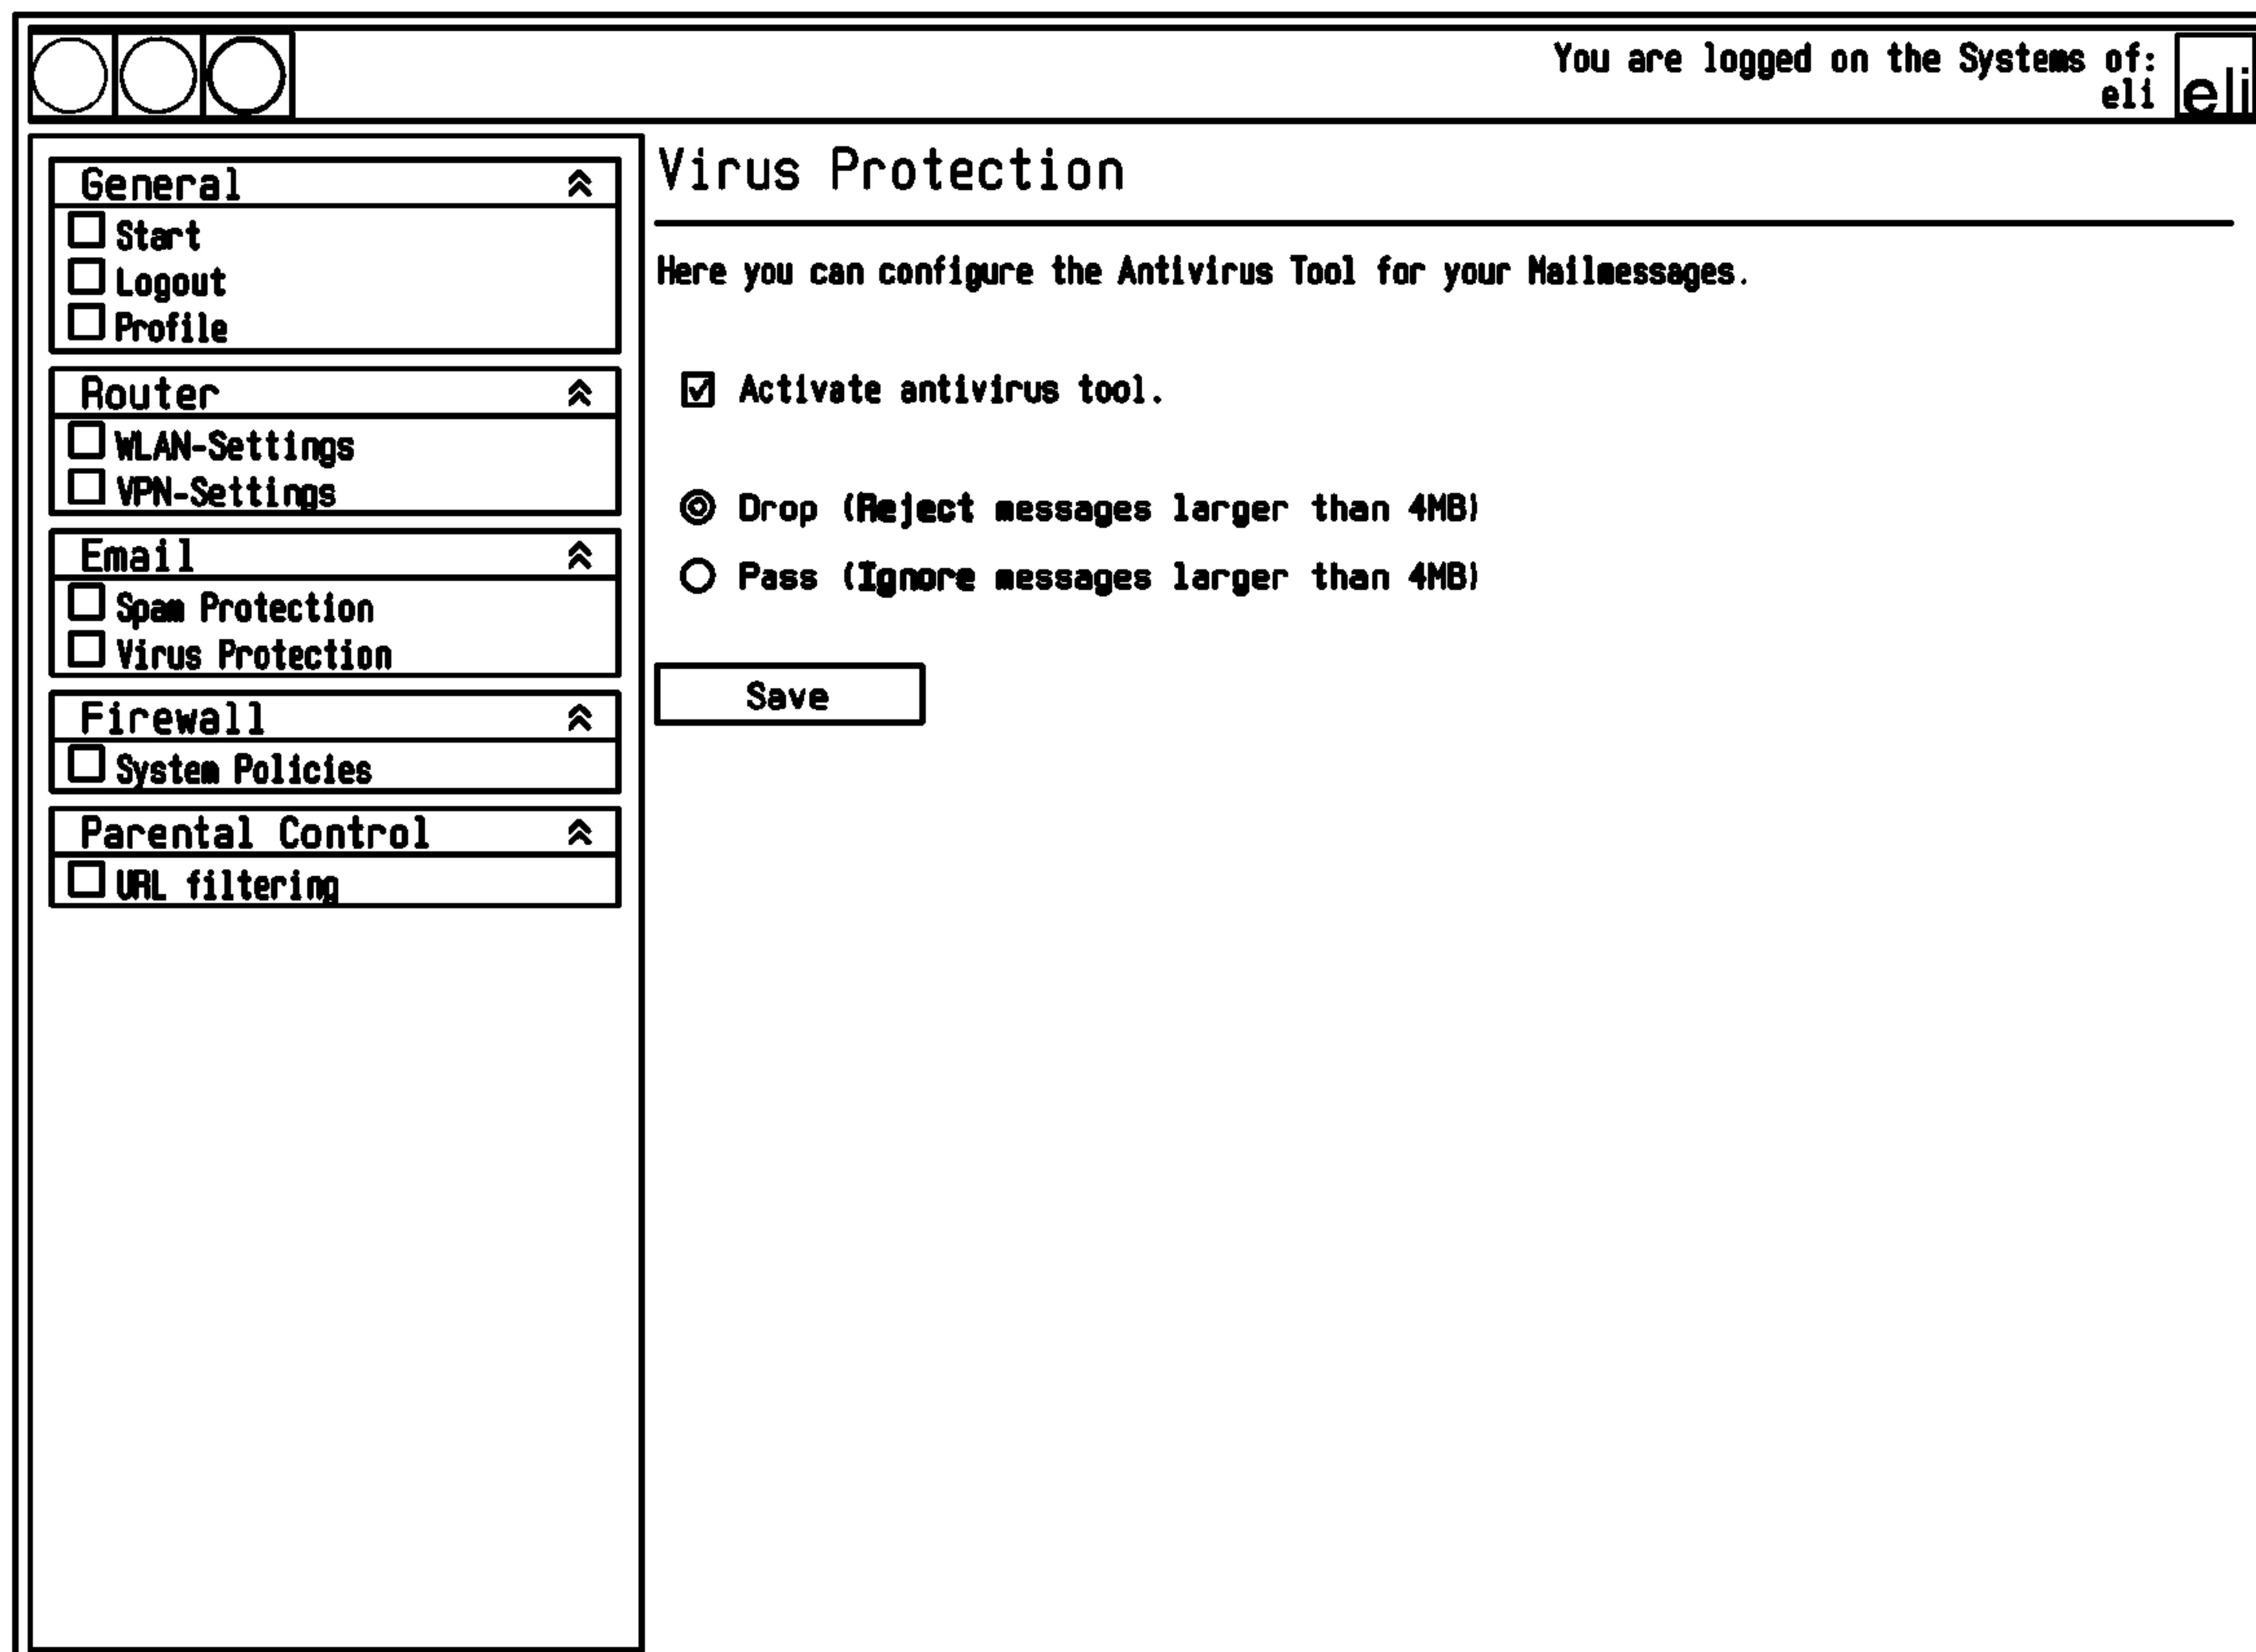 You are logged on the Systems of:
eli
eli
General
Start
Logout
Profile
Router
WLAN-Settings
VPN-Settings
Email
Spam Protection
Virus Protection
Firewall
System Policies
Parental Control
URL filtering
Virus Protection
Here you can configure the Antivirus Tool for your Mailmessages.
Activate antivirus tool.
Drop (Reject messages larger than 4MB)
Pass (Ignore messages larger than 4MB)
Save